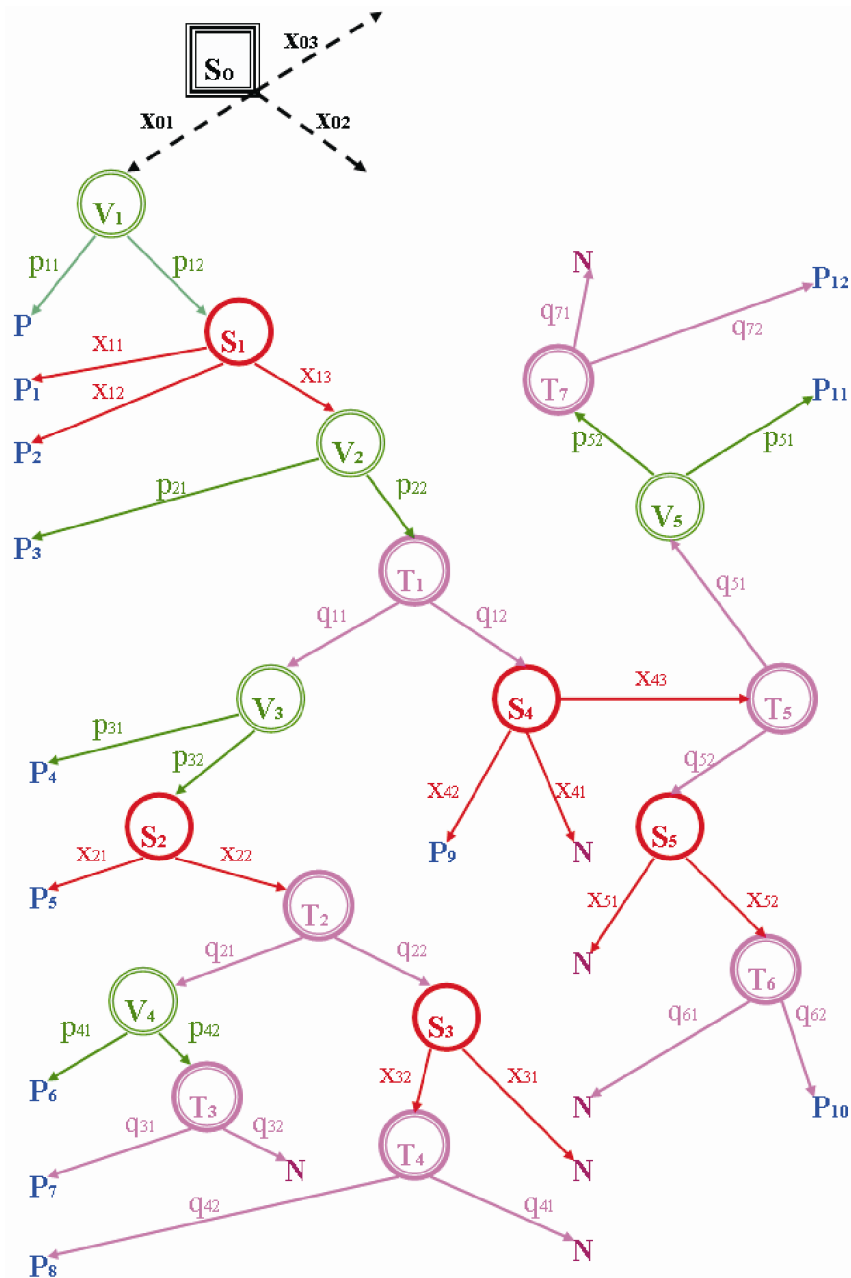 x03
S0
x01
x02
V1
p11
p12
N
P12
q71
q72
P
S1
x11
x12
x13
T7
P1
P11
P2
V2
p52
p51
p21
p22
V5
P3
T1
q11
q12
q51
V3
S4
x43
T5
p31
p32
q52
P4
x42
x41
S2
P9
N
S5
x21
x22
P5
x51
x52
T2
q21
q22
N
T6
V4
S3
p41
p42
q61
q62
x32
x31
P6
T3
N
P10
q31
q32
T4
P7
N
N
q42
q41
P8
N